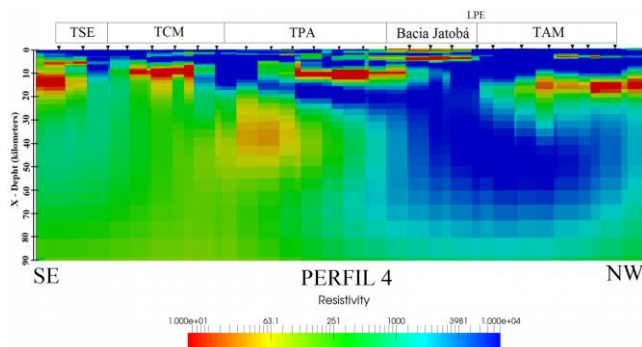 LPE
TSE TCM TPA Bacia Jatobá TAM
0
10
20
30
40
50
60
70
80
90
X - Depht (kilometers)
SE PERFIL 4 NW
Resistivity
1.000e+01 63.1 251 1000 3981 1.000e+04